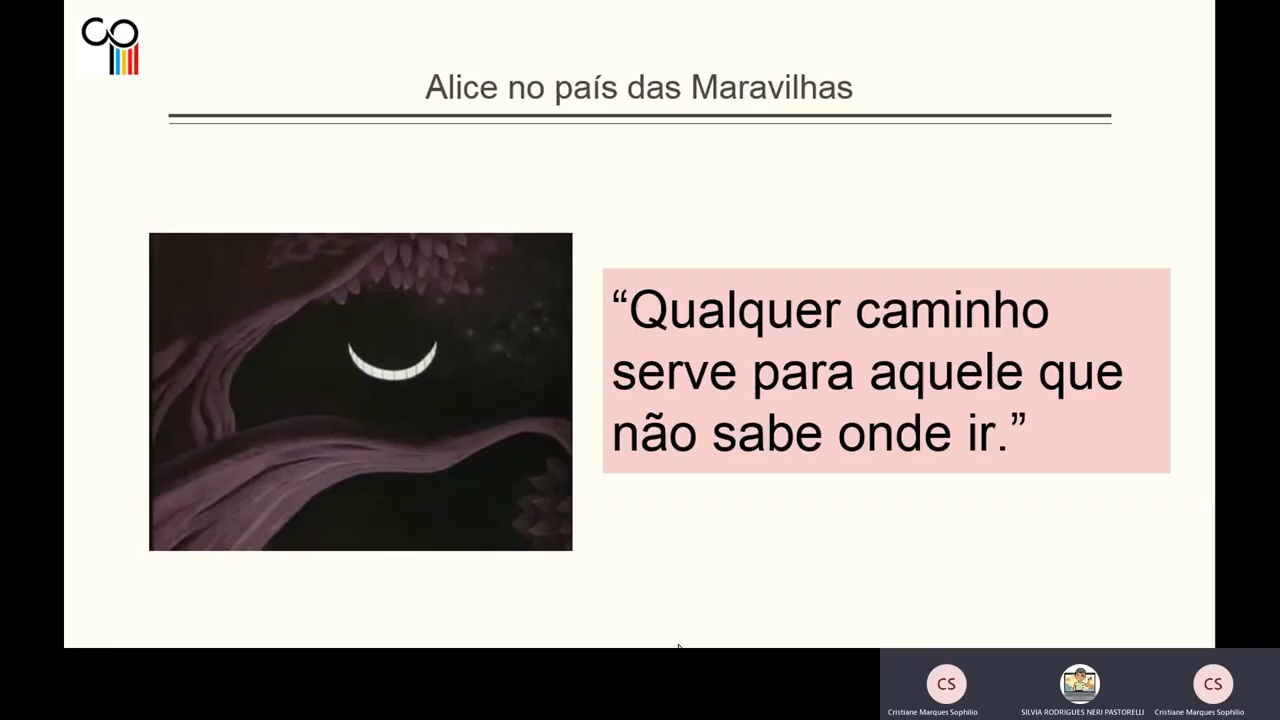 Alice no país das Maravilhas
“Qualquer caminho
serve para aquele que
não sabe onde ir.”
CS
CS
Cristiane Marques Sophilio
SILVIA RODRIGUES NERI PASTORELLI
Cristiane Marques Sophilio